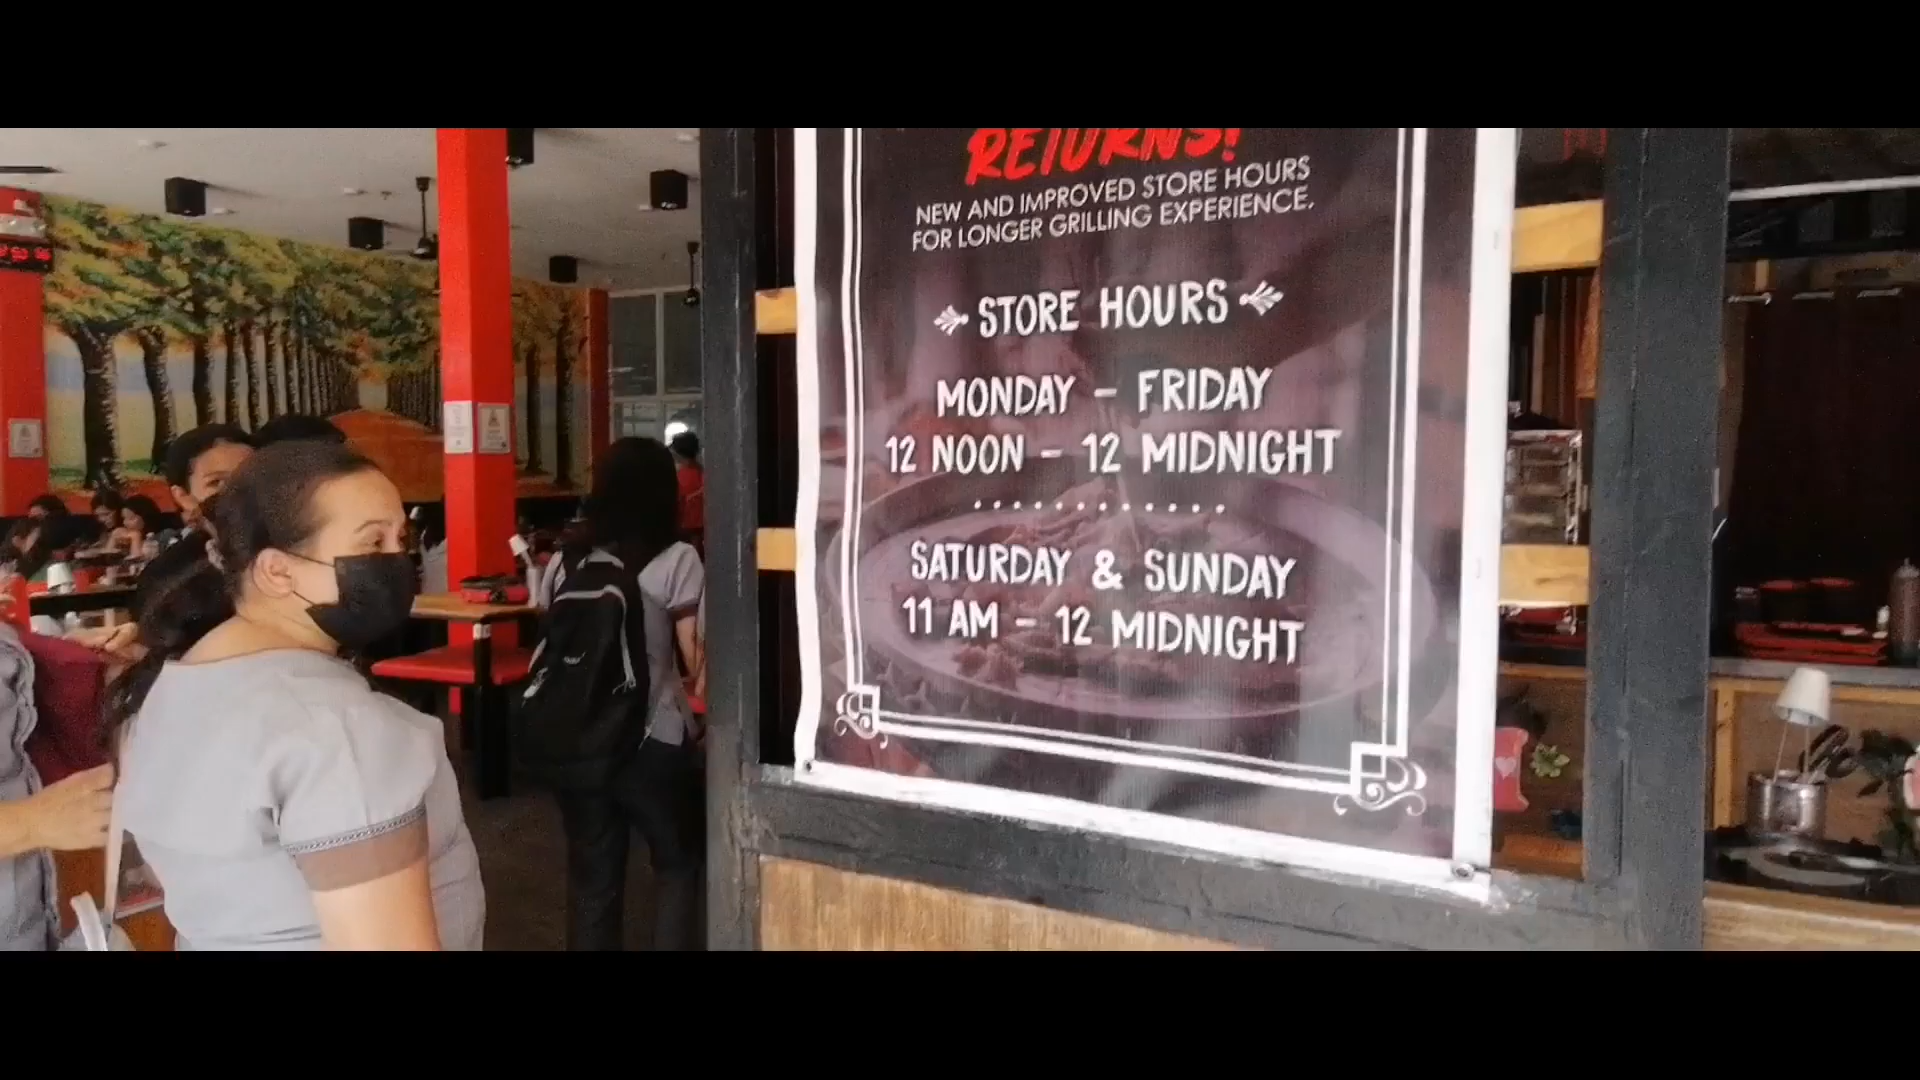 RETURNS!
NEW AND IMPROVED STORE HOURS
FOR LONGER GRILLING EXPERIENCE.
STORE HOURS
MONDAY - FRIDAY
12 NOON - 12 MIDNIGHT
SATURDAY & SUNDAY
11 AM - 12 MIDNIGHT